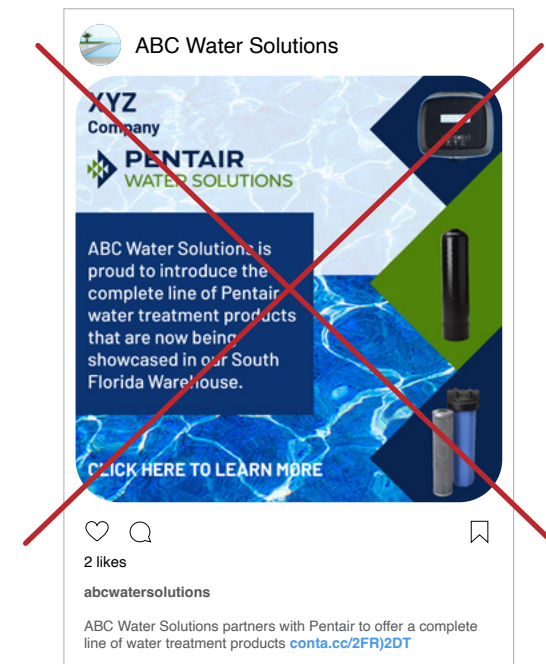 ABC Water Solutions
XYZ
Company
PENTAIR
WATER SOLUTIONS
ABC Water Solutions is
proud to introduce the
complete line of Pentair
water treatment products
that are now being
showcased in our South
Florida Warehouse.
CLICK HERE TO LEARN MORE
2 likes
abcwatersolutions
ABC Water Solutions partners with Pentair to offer a complete
line of water treatment products conta.cc/2FR)2DT